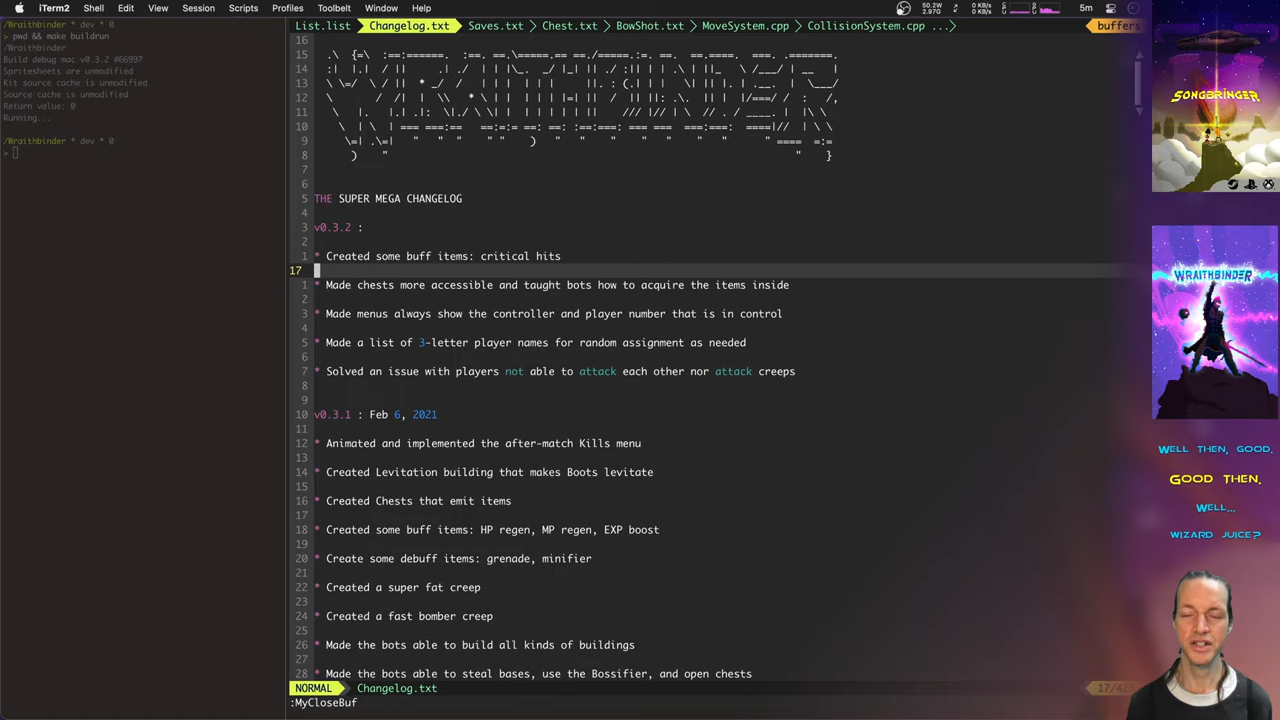 iTerm2 Shell Edit View Session Scripts Profiles Toolbelt Window Help
50.2W 2.97G 0 KB/s 0 KB/s CPU 5m
/Wraithbinder * dev * 0
> pwd && make buildrun
/Wraithbinder
Build debug mac v0.3.2 #66997
Spritesheets are unmodified
Kit source cache is unmodified
Source cache is unmodified
Return value: 0
Running...
/Wraithbinder * dev * 0
>
List.list Changelog.txt Saves.txt Chest.txt BowShot.txt MoveSystem.cpp CollisionSystem.cpp ... buffers
THE SUPER MEGA CHANGELOG
v0.3.2 :
* Created some buff items: critical hits
* Made chests more accessible and taught bots how to acquire the items inside
* Made menus always show the controller and player number that is in control
* Made a list of 3-letter player names for random assignment as needed
* Solved an issue with players not able to attack each other nor attack creeps
v0.3.1 : Feb 6, 2021
* Animated and implemented the after-match Kills menu
* Created Levitation building that makes Boots levitate
* Created Chests that emit items
* Created some buff items: HP regen, MP regen, EXP boost
* Create some debuff items: grenade, minifier
* Created a super fat creep
* Created a fast bomber creep
* Made the bots able to build all kinds of buildings
* Made the bots able to steal bases, use the Bossifier, and open chests
NORMAL Changelog.txt
:MyCloseBuf
SONGBRINGER
WRAITHBINDER
WELL THEN, GOOD.
GOOD THEN.
WELL...
WIZARD JUICE?